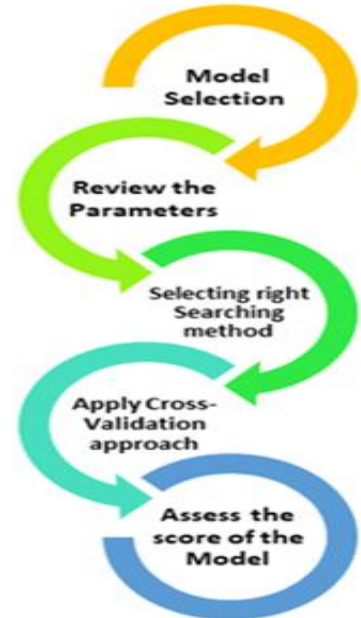 Model
Selection
Review the
Parameters
Selecting right
Searching
method
Apply Cross-
Validation
approach
Assess the
score of the
Model